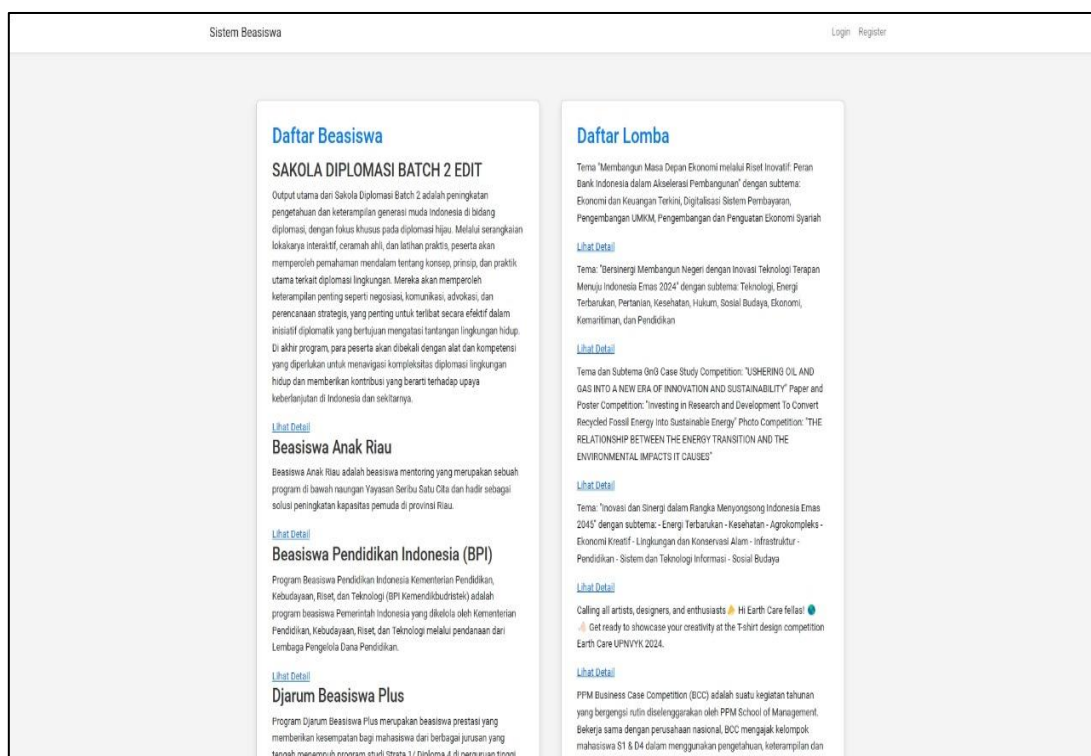 Sistem Beasiswa
Login Register
Daftar Beasiswa
SAKOLA DIPLOMASI BATCH 2 EDIT
Output utama dari Sakola Diplomasi Batch 2 adalah peningkatan
pengetahuan dan keterampilan generasi muda Indonesia di bidang
diplomasi, dengan fokus khusus pada diplomasi hijau. Melalui serangkaian
lokakarya interaktif, ceramah ahli, dan latihan praktis, peserta akan
memperoleh pemahaman mendalam tentang konsep, prinsip, dan praktik
utama terkait diplomasi lingkungan. Mereka akan memperoleh
keterampilan penting seperti negosiasi, komunikasi, advokasi, dan
perencanaan strategis, yang penting untuk terlibat secara efektif dalam
inisiatif diplomatik yang bertujuan mengatasi tantangan lingkungan hidup.
Di akhir program, para peserta akan dibekali dengan alat dan kompetensi
yang diperlukan untuk menavigasi kompleksitas diplomasi lingkungan
hidup dan memberikan kontribusi yang berarti terhadap upaya
keberlanjutan di Indonesia dan sekitarnya.
Lihat Detail
Beasiswa Anak Riau
Beasiswa Anak Riau adalah beasiswa mentoring yang merupakan sebuah
program di bawah naungan Yayasan Seribu Satu Cita dan hadir sebagai
solusi peningkatan kapasitas pemuda di provinsi Riau.
Lihat Detail
Beasiswa Pendidikan Indonesia (BPI)
Program Beasiswa Pendidikan Indonesia Kementerian Pendidikan,
Kebudayaan, Riset, dan Teknologi (BPI Kemendikbudristek) adalah
program beasiswa Pemerintah Indonesia yang dikelola oleh Kementerian
Pendidikan, Kebudayaan, Riset, dan Teknologi melalui pendanaan dari
Lembaga Pengelola Dana Pendidikan.
Lihat Detail
Djarum Beasiswa Plus
Program Djarum Beasiswa Plus merupakan beasiswa prestasi yang
memberikan kesempatan bagi mahasiswa dari berbagai jurusan yang
tengah menempuh program studi Strata 1/ Diploma 4 di perguruan tinggi
Daftar Lomba
Tema "Membangun Masa Depan Ekonomi melalui Riset Inovatif: Peran
Bank Indonesia dalam Akselerasi Pembangunan" dengan subtema:
Ekonomi dan Keuangan Terkini, Digitalisasi Sistem Pembayaran,
Pengembangan UMKM, Pengembangan dan Penguatan Ekonomi Syariah
Lihat Detail
Tema: "Bersinergi Membangun Negeri dengan Inovasi Teknologi Terapan
Menuju Indonesia Emas 2024" dengan subtema: Teknologi, Energi
Terbarukan, Pertanian, Kesehatan, Hukum, Sosial Budaya, Ekonomi,
Kemaritiman, dan Pendidikan
Lihat Detail
Tema dan Subtema GnG Case Study Competition: "USHERING OIL AND
GAS INTO A NEW ERA OF INNOVATION AND SUSTAINABILITY" Paper and
Poster Competition: "Investing in Research and Development To Convert
Recycled Fossil Energy Into Sustainable Energy" Photo Competition: "THE
RELATIONSHIP BETWEEN THE ENERGY TRANSITION AND THE
ENVIRONMENTAL IMPACTS IT CAUSES"
Lihat Detail
Tema: "Inovasi dan Sinergi dalam Rangka Menyongsong Indonesia Emas
2045" dengan subtema: - Energi Terbarukan - Kesehatan - Agrokompleks -
Ekonomi Kreatif - Lingkungan dan Konservasi Alam - Infrastruktur -
Pendidikan - Sistem dan Teknologi Informasi - Sosial Budaya
Lihat Detail
Calling all artists, designers, and enthusiasts Hi Earth Care fellas!
Get ready to showcase your creativity at the T-shirt design competition
Earth Care UPNVYK 2024.
Lihat Detail
PPM Business Case Competition (BCC) adalah suatu kegiatan tahunan
yang bergengsi rutin diselenggarakan oleh PPM School of Management.
Bekerja sama dengan perusahaan nasional, BCC mengajak kelompok
mahasiswa S1 & D4 dalam menggunakan pengetahuan, keterampilan dan